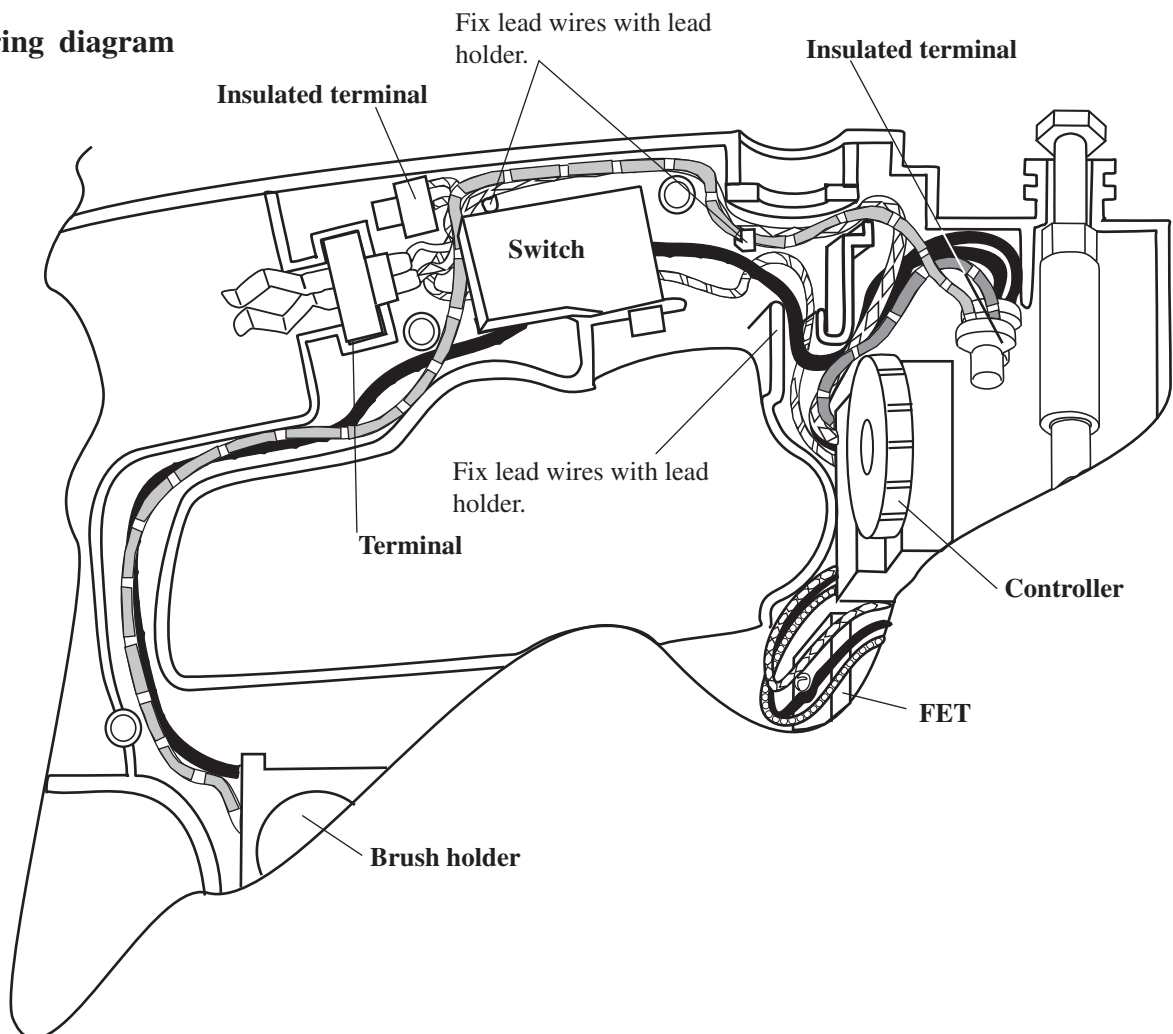 ring diagram
Fix lead wires with lead
holder.
Insulated terminal
Insulated terminal
Switch
Fix lead wires with lead
holder.
Terminal
Controller
FET
Brush holder